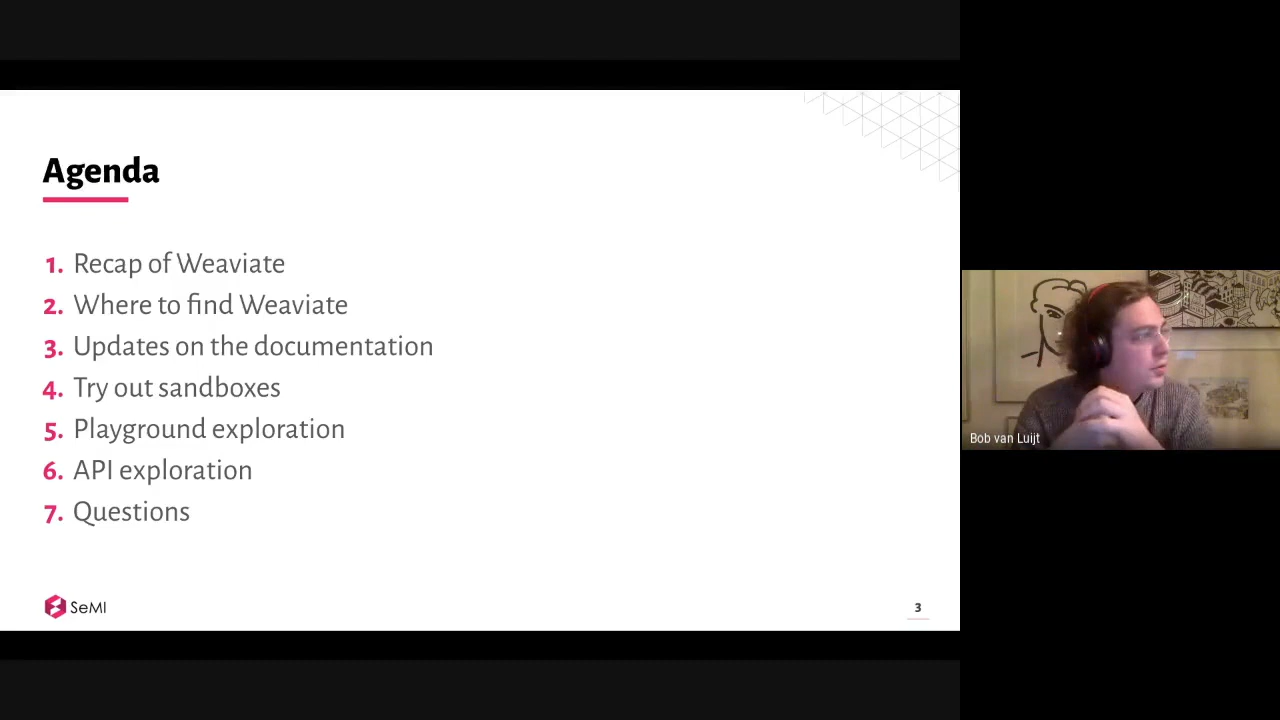 Agenda
1. Recap of Weaviate
2. Where to find Weaviate
3. Updates on the documentation
4. Try out sandboxes
5. Playground exploration
6. API exploration
7. Questions
SeMI
3
Bob van Luijt